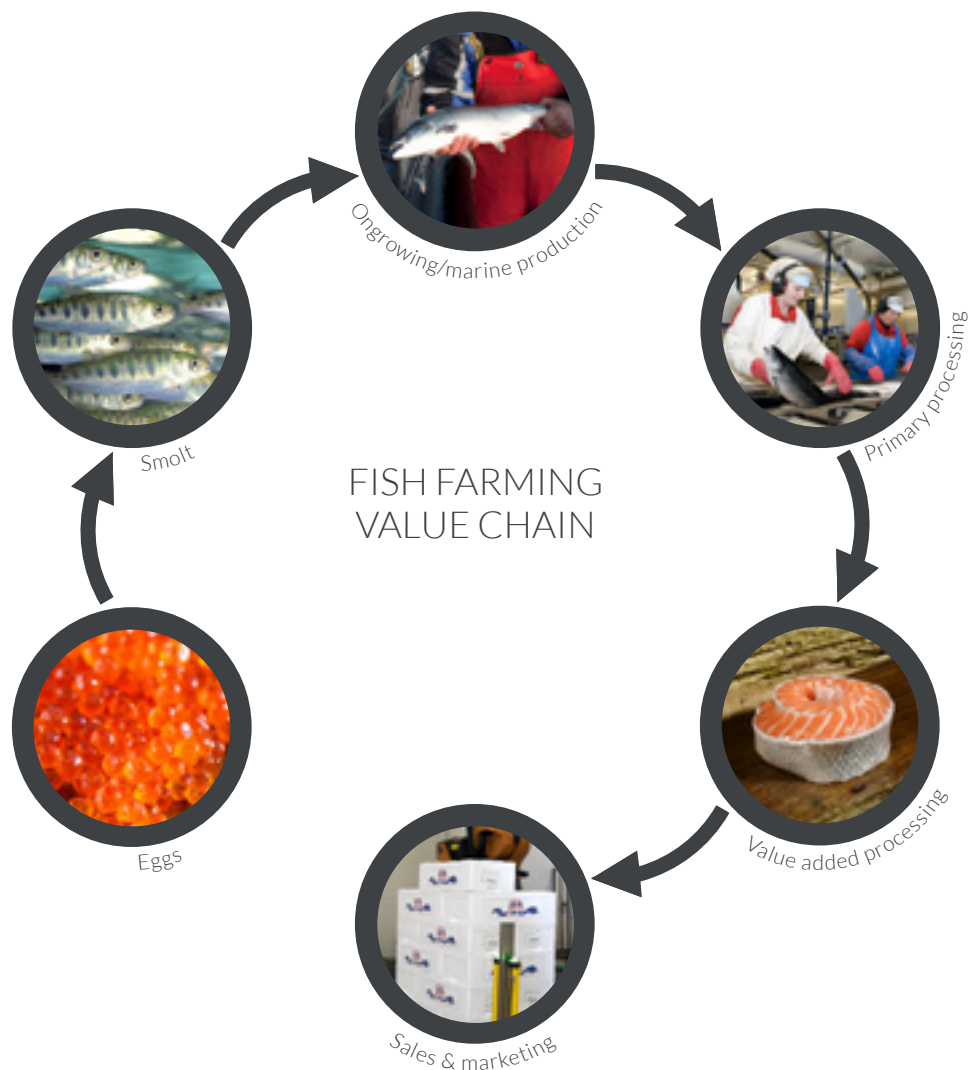 Ongrowing/marine production
Primary processing
Smolt
FISH FARMING
VALUE CHAIN
Eggs
Value added processing
Sales & marketing